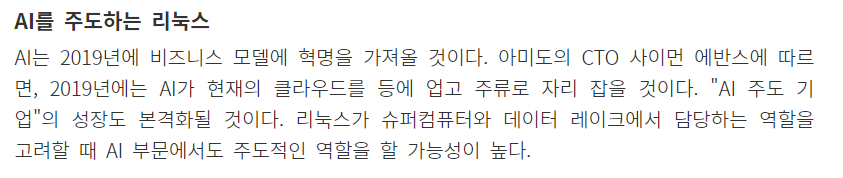 AI를 주도하는 리눅스
AI는 2019년에 비즈니스 모델에 혁명을 가져올 것이다. 아미도의 CTO 사이먼 에반스에 따르
면, 2019년에는 AI가 현재의 클라우드를 등에 업고 주류로 자리 잡을 것이다. "AI 주도 기
업"의 성장도 본격화될 것이다. 리눅스가 슈퍼컴퓨터와 데이터 레이크에서 담당하는 역할을
고려할 때 AI 부문에서도 주도적인 역할을 할 가능성이 높다.